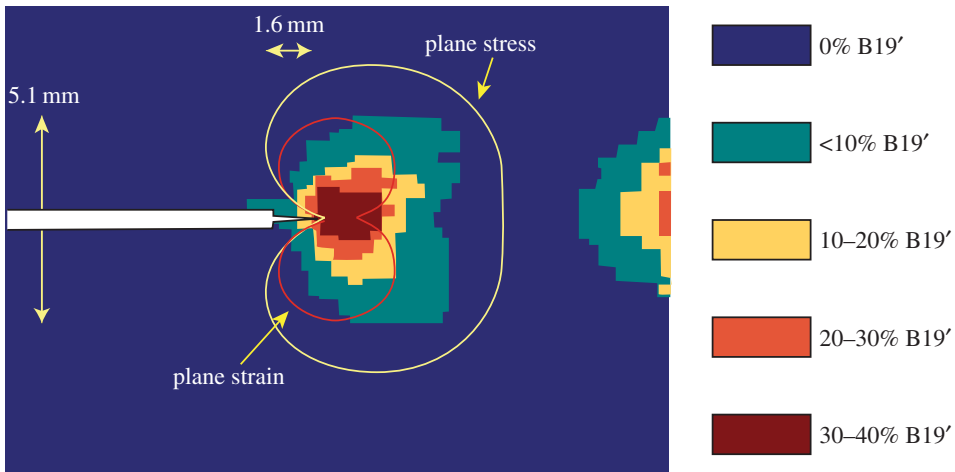 1.6 mm
plane stress
5.1 mm
plane strain
0% B19′
<10% B19′
10–20% B19′
20–30% B19′
30–40% B19′